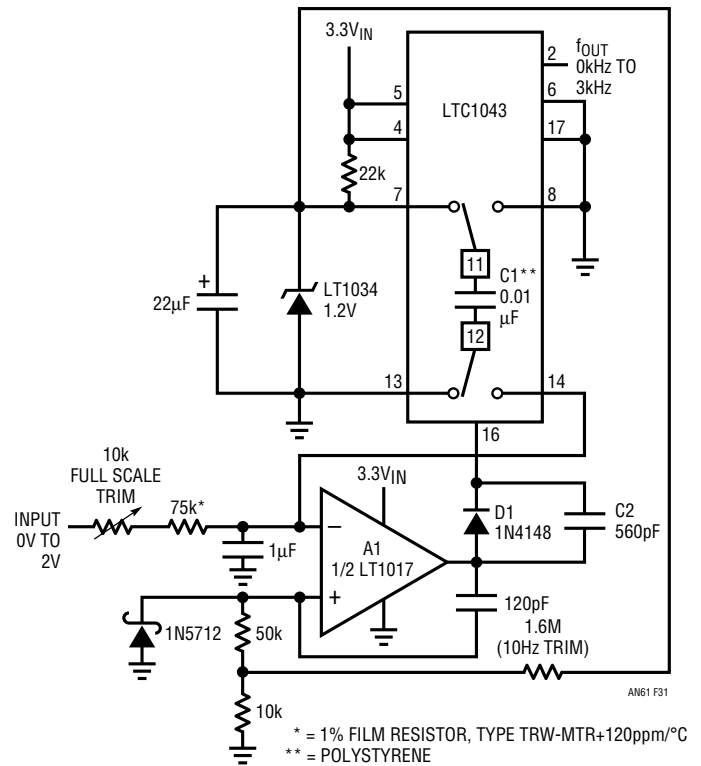 3.3VIN
2
fOUT
0kHz TO
3kHz
5
6
LTC1043
4
17
22k
7
8
11
C1**
0.01
µF
+
22µF
LT1034
1.2V
12
13
14
16
10k
FULL SCALE
TRIM
3.3VIN
75k*
D1
1N4148
C2
560pF
INPUT
0V TO
2V
–
1µF
A1
1/2 LT1017
+
120pF
1N5712
50k
1.6M
(10Hz TRIM)
10k
AN61 F31
* = 1% FILM RESISTOR, TYPE TRW-MTR+120ppm/°C
** = POLYSTYRENE